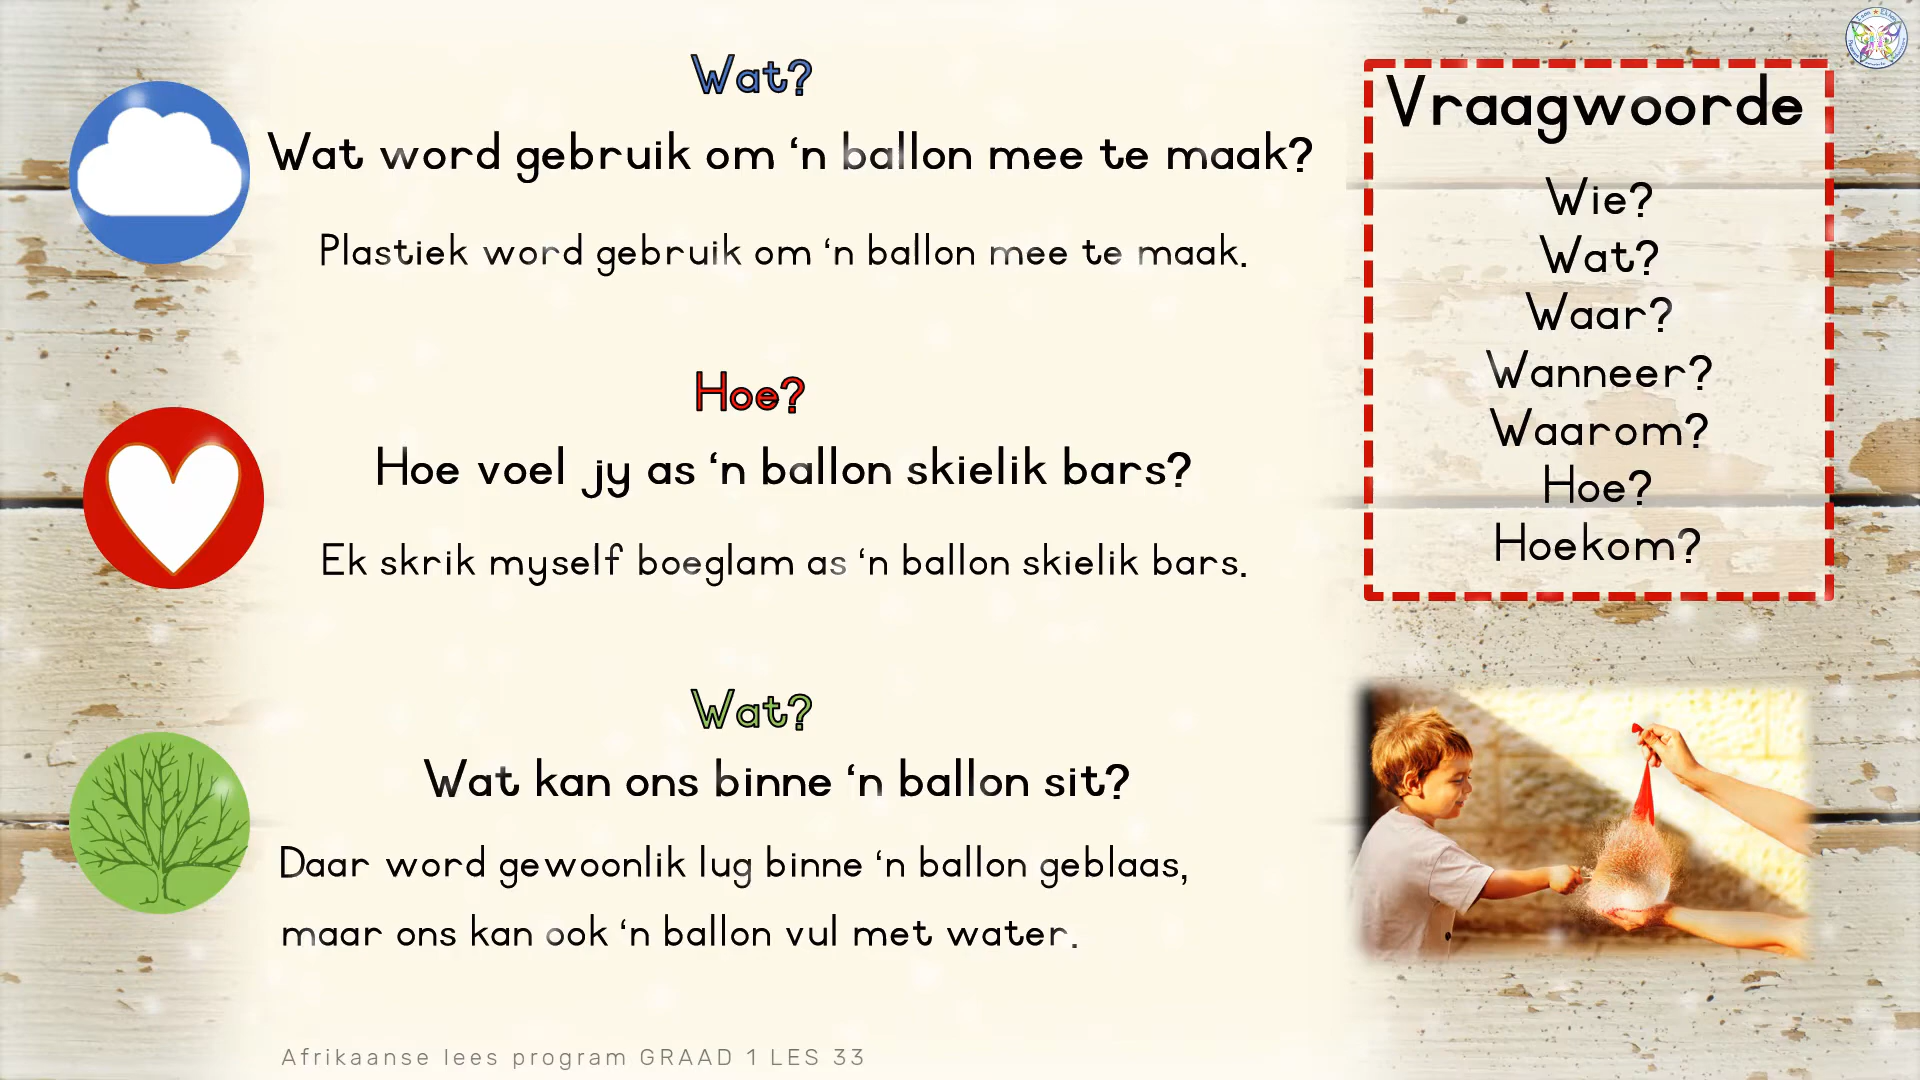 Wat?
Wat word gebruik om ‘n ballon mee te maak?
Plastiek word gebruik om ‘n ballon mee te maak.
Hoe?
Hoe voel jy as ‘n ballon skielik bars?
Ek skrik myself boeglam as ‘n ballon skielik bars.
Wat?
Wat kan ons binne ‘n ballon sit?
Daar word gewoonlik lug binne ‘n ballon geblaas,
maar ons kan ook ‘n ballon vul met water.
Afrikaanse lees program GRAAD 1 LES 33
Vraagwoorde
Wie?
Wat?
Waar?
Wanneer?
Waarom?
Hoe?
Hoekom?